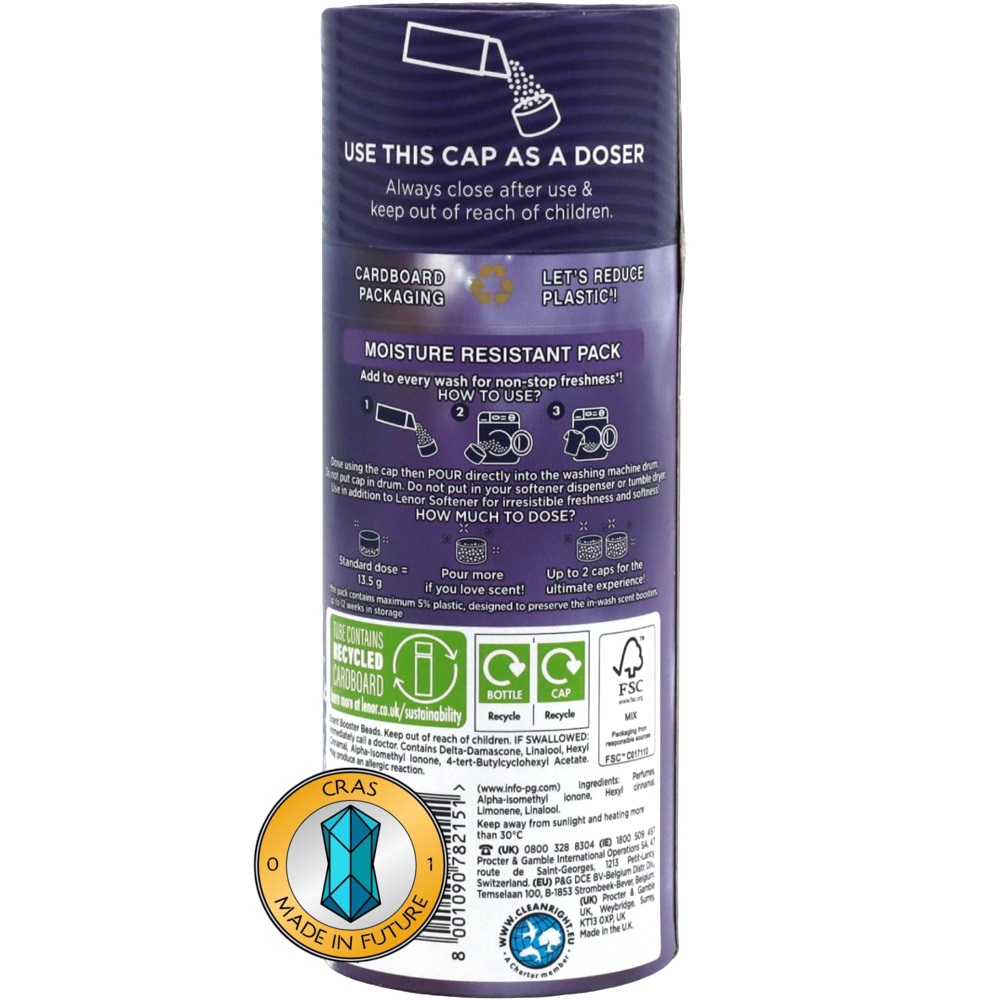 USE THIS CAP AS A DOSER
Always close after use &
keep out of reach of children.
CARDBOARD
PACKAGING
LET'S REDUCE
PLASTIC^!
MOISTURE RESISTANT PACK
Add to every wash for non-stop freshness*!
HOW TO USE?
1 2 3
Dose using the cap then POUR directly into the washing machine drum.
Do not put cap in drum. Do not put in your softener dispenser or tumble dryer.
Use in addition to Lenor Softener for irresistible freshness and softness!
HOW MUCH TO DOSE?
Standard dose =
13.5 g
Pour more
if you love scent!
Up to 2 caps for the
ultimate experience!
pack contains maximum 5% plastic, designed to preserve the in-wash scent boosters
up to 12 weeks in storage
TUBE CONTAINS
RECYCLED
CARDBOARD
learn more at lenor.co.uk/sustainability
BOTTLE
Recycle
CAP
Recycle
FSC™
www.fsc.org
MIX
Packaging from
responsible sources
FSC™ C017110
Scent Booster Beads. Keep out of reach of children. IF SWALLOWED:
Immediately call a doctor. Contains Delta-Damascone, Linalool, Hexyl
Cinnamal, Alpha-Isomethyl Ionone, 4-tert-Butylcyclohexyl Acetate.
May produce an allergic reaction.
(www.info-pg.com) Ingredients: Perfumes,
Alpha-isomethyl ionone, Hexyl cinnamal,
Limonene, Linalool.
Keep away from sunlight and heating more
than 30°C
(UK) 0800 328 8304 (IE) 1800 509 497
Procter & Gamble International Operations SA, 47
route de Saint-Georges, 1213 Petit-Lancy,
Switzerland. (EU) P&G DCE BV-Belgium Distr Div.,
Temselaan 100, B-1853 Strombeek-Bever, Belgium.
(UK) Procter & Gamble
UK, Weybridge, Surrey,
KT13 0XP, UK
Made in the U.K.
8 001090 782151 >
WWW.CLEANRIGHT.EU
A Charter member
CRAS
0 1
MADE IN FUTURE